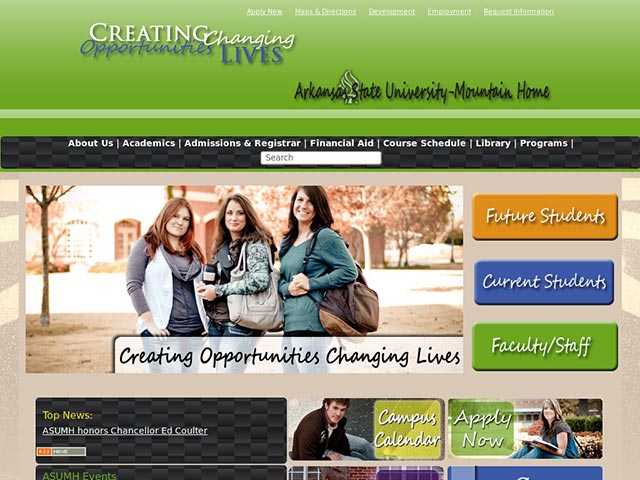 Apply Now Maps & Directions Development Employment Request Information
CREATING Changing
Opportunities LIVES
Arkansas State University-Mountain Home
About Us | Academics | Admissions & Registrar | Financial Aid | Course Schedule | Library | Programs |
Search
Future Students
Current Students
Faculty/Staff
Creating Opportunities Changing Lives
Top News:
ASUMH honors Chancellor Ed Coulter
RSS NEWS
Campus
Calendar
Apply
Now
ASUMH Events